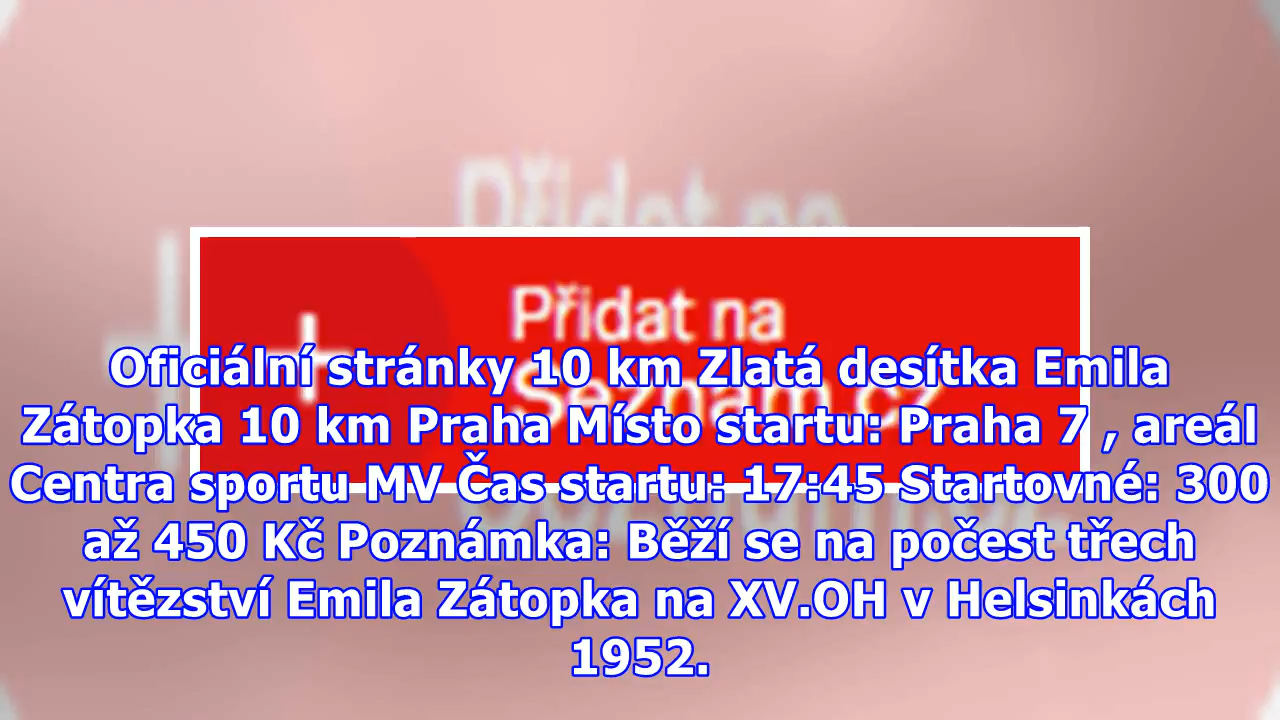 Přidat na
Seznam.cz
Oficiální stránky 10 km Zlatá desítka Emila
Zátopka 10 km Praha Místo startu: Praha 7 , areál
Centra sportu MV Čas startu: 17:45 Startovné: 300
až 450 Kč Poznámka: Běží se na počest třech
vítězství Emila Zátopka na XV.OH v Helsinkách
1952.